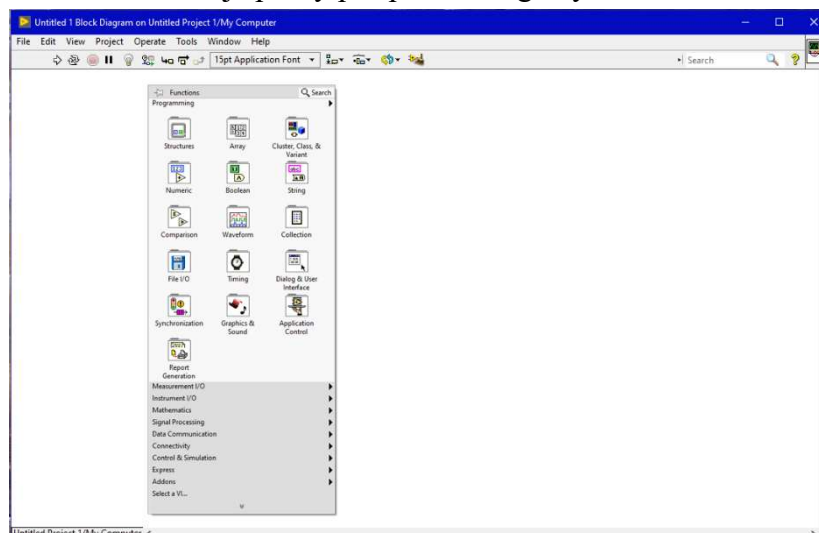 Untitled 1 Block Diagram on Untitled Project 1/My Computer
File Edit View Project Operate Tools Window Help
15pt Application Font
Search
Functions
Search
Programming
Structures
Array
Cluster, Class, & Variant
Numeric
Boolean
String
Comparison
Waveform
Collection
File I/O
Timing
Dialog & User Interface
Synchronization
Graphics & Sound
Application Control
Report Generation
Measurement I/O
Instrument I/O
Mathematics
Signal Processing
Data Communication
Connectivity
Control & Simulation
Express
Addons
Select a VI...
Untitled Project 1/My Computer